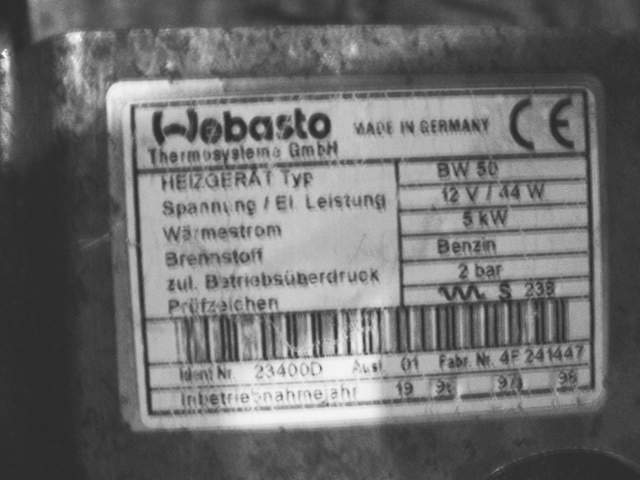 Webasto MADE IN GERMANY CE
Thermosysteme GmbH
HEIZGERÄT Typ BW 50
Spannung / El. Leistung 12 V / 44 W
Wärmestrom 5 kW
Brennstoff Benzin
zul. Betriebsüberdruck 2 bar
Prüfzeichen S 238
Ident Nr. 23400D Ausf. 01 Fabr. Nr. 4F 241447
Inbetriebnahmejahr 19 96